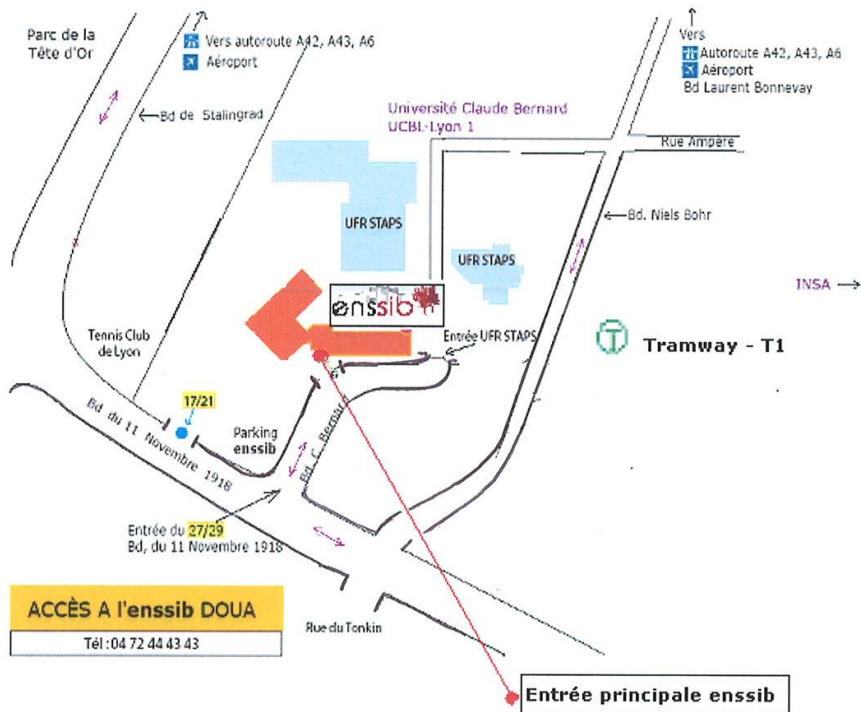 Parc de la
Tête d'Or
Vers autoroute A42, A43, A6
Aéroport
Bd de Stalingrad
Vers
Autoroute A42, A43, A6
Aéroport
Bd Laurent Bonnevay
Université Claude Bernard
UCBL-Lyon 1
Rue Ampère
UFR STAPS
Bd. Niels Bohr
UFR STAPS
INSA
enssib
Tennis Club
de Lyon
Entrée UFR STAPS
T
Tramway - T1
17/21
Bd du 11 Novembre 1918
Parking
enssib
Bd. C. Bernard
Entrée du 27/29
Bd, du 11 Novembre 1918
ACCÈS A l'enssib DOUA
Tél : 04 72 44 43 43
Rue du Tonkin
Entrée principale enssib